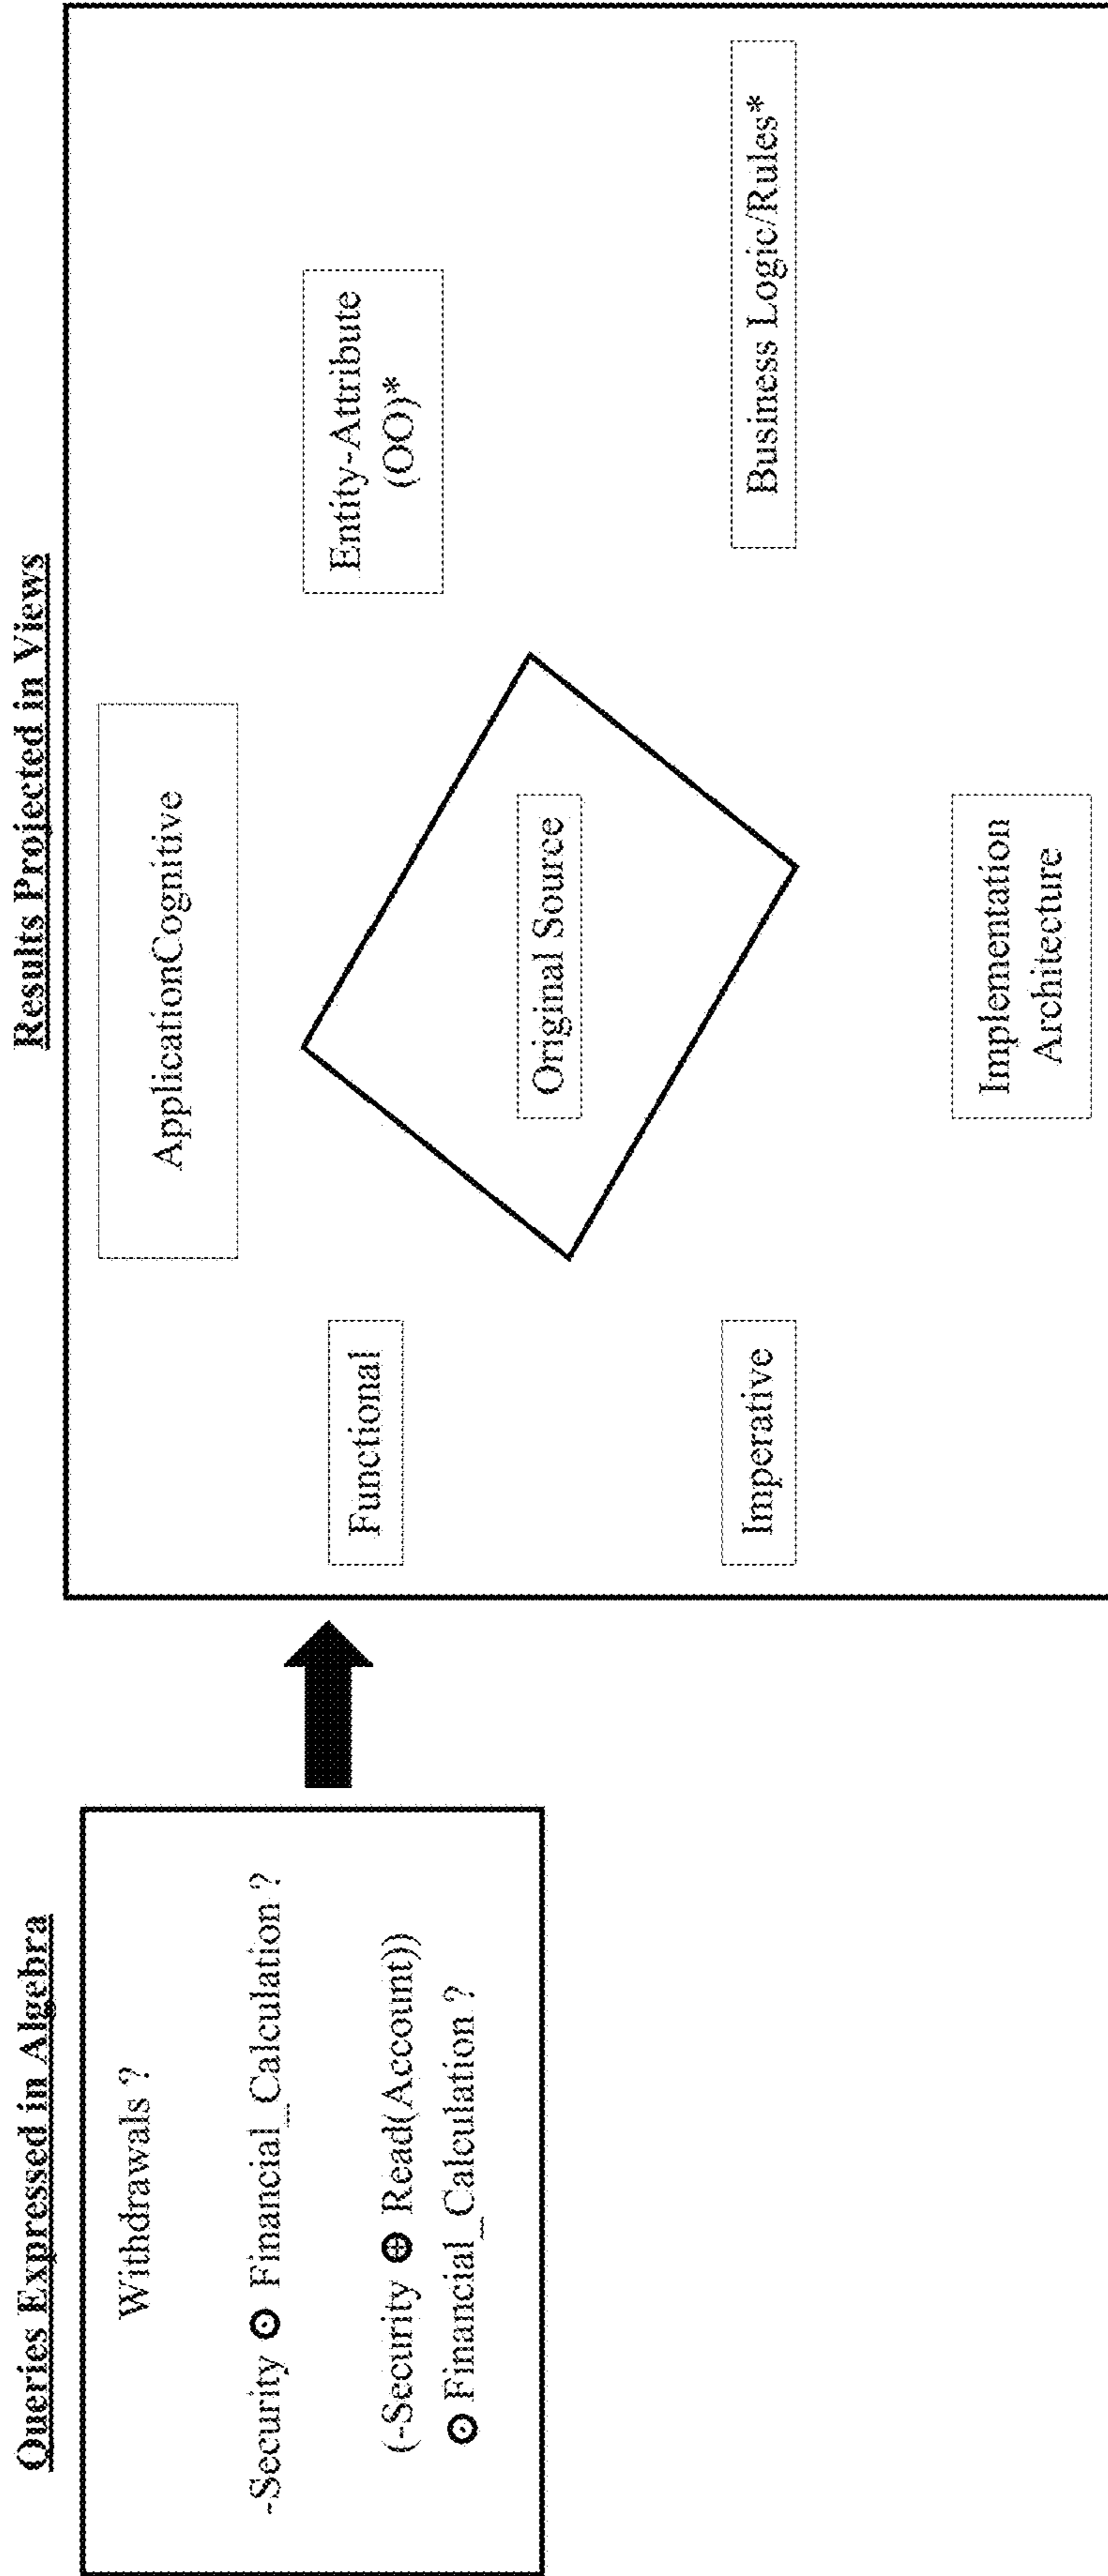 Queries Expressed in Algebra
Withdrawals ?
-Security ⊙ Financial_Calculation ?
(-Security ⊕ Read(Account))
⊙ Financial_Calculation ?
Results Projected in Views
ApplicationCognitive
Functional
Entity-Attribute
(OO)*
Original Source
Imperative
Business Logic/Rules*
Implementation
Architecture